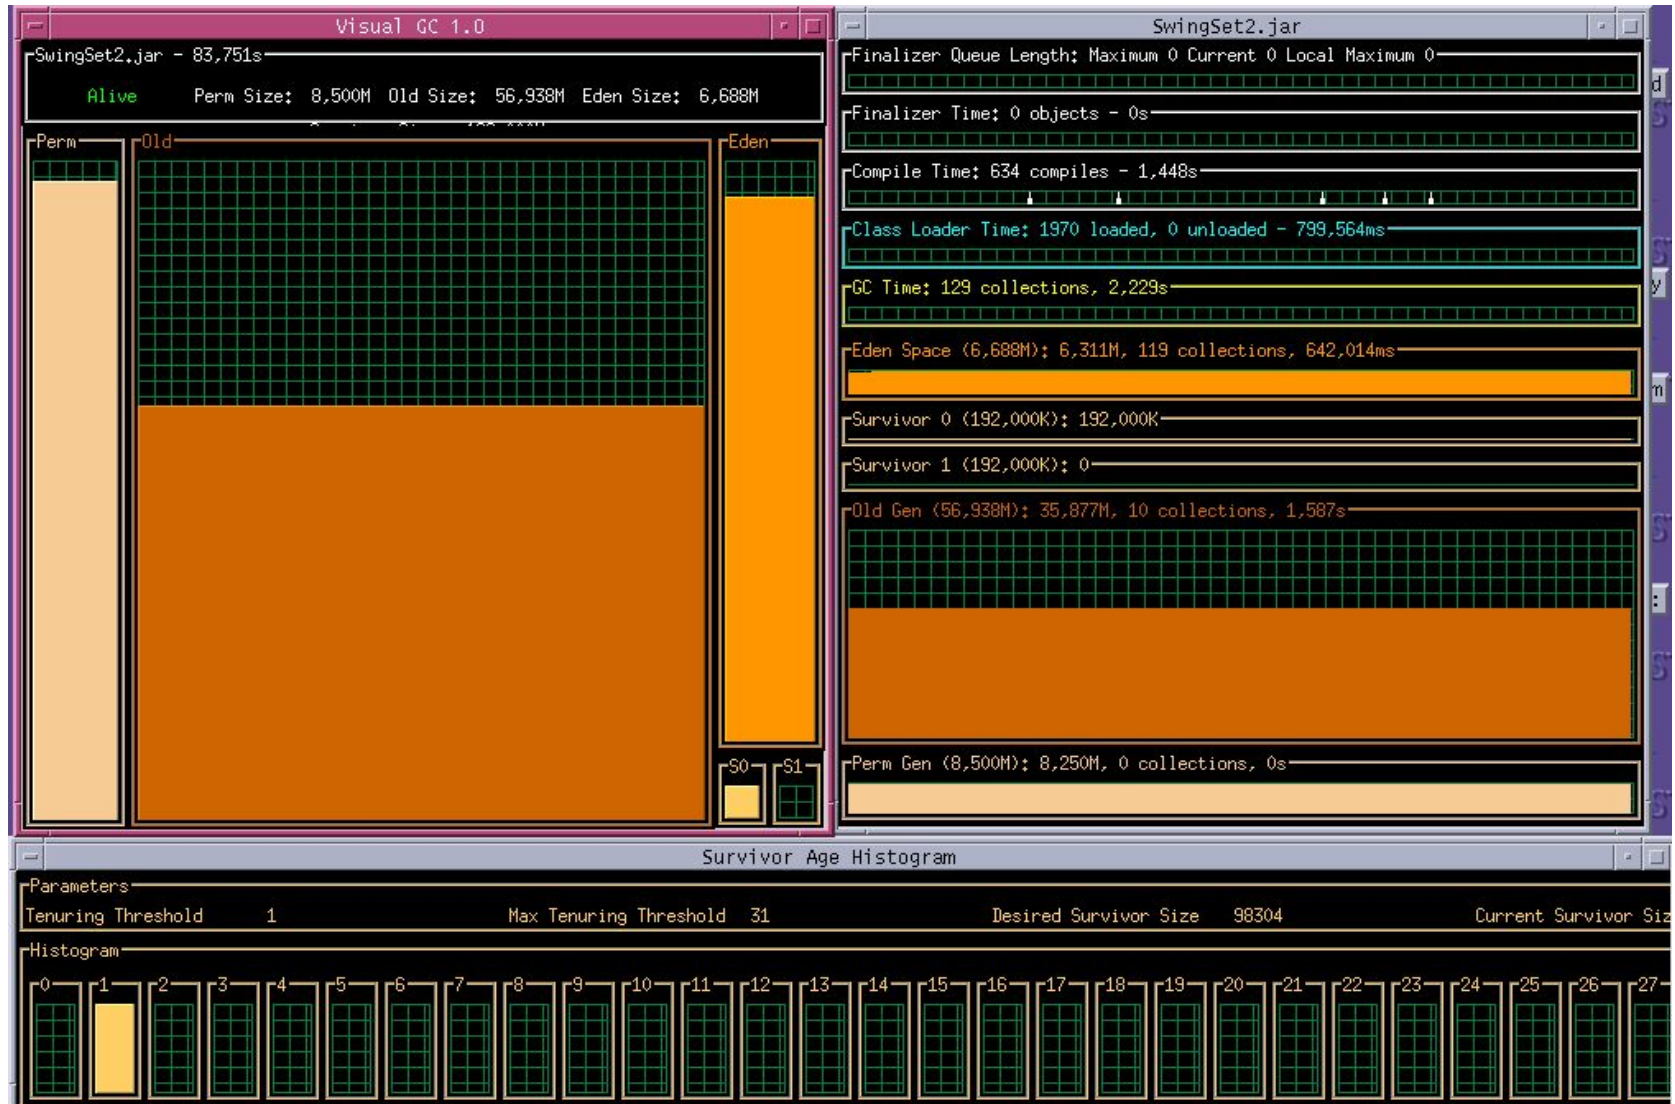 Visual GC 1.0
SwingSet2.jar - 83,751s
Alive Perm Size: 8,500M Old Size: 56,938M Eden Size: 6,688M
Perm
Old
Eden
S0
S1
SwingSet2.jar
Finalizer Queue Length: Maximum 0 Current 0 Local Maximum 0
Finalizer Time: 0 objects - 0s
Compile Time: 634 compiles - 1,448s
Class Loader Time: 1970 loaded, 0 unloaded - 799,564ms
GC Time: 129 collections, 2,229s
Eden Space (6,688M): 6,311M, 119 collections, 642,014ms
Survivor 0 (192,000K): 192,000K
Survivor 1 (192,000K): 0
Old Gen (56,938M): 35,877M, 10 collections, 1,587s
Perm Gen (8,500M): 8,250M, 0 collections, 0s
d
y
m
:
Survivor Age Histogram
Parameters
Tenuring Threshold 1 Max Tenuring Threshold 31 Desired Survivor Size 98304 Current Survivor Siz
Histogram
0 1 2 3 4 5 6 7 8 9 10 11 12 13 14 15 16 17 18 19 20 21 22 23 24 25 26 27